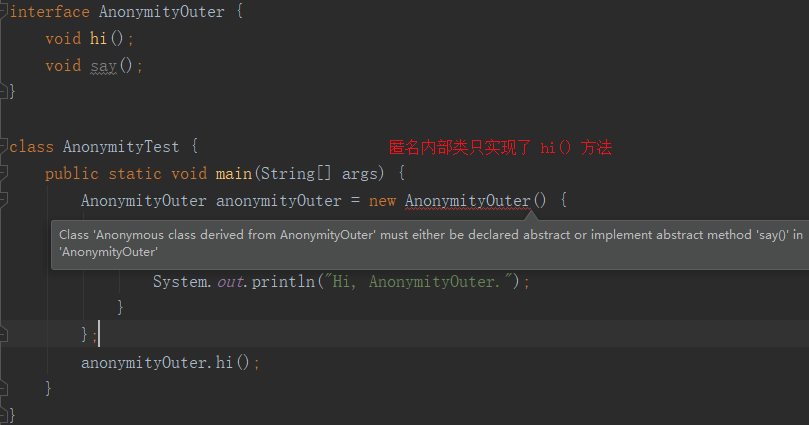 interface AnonymityOuter {
void hi();
void say();
}
class AnonymityTest {
匿名内部类只实现了 hi() 方法
public static void main(String[] args) {
AnonymityOuter anonymityOuter = new AnonymityOuter() {
Class 'Anonymous class derived from AnonymityOuter' must either be declared abstract or implement abstract method 'say()' in
'AnonymityOuter'
System.out.println("Hi, AnonymityOuter.");
}
};
anonymityOuter.hi();
}
}